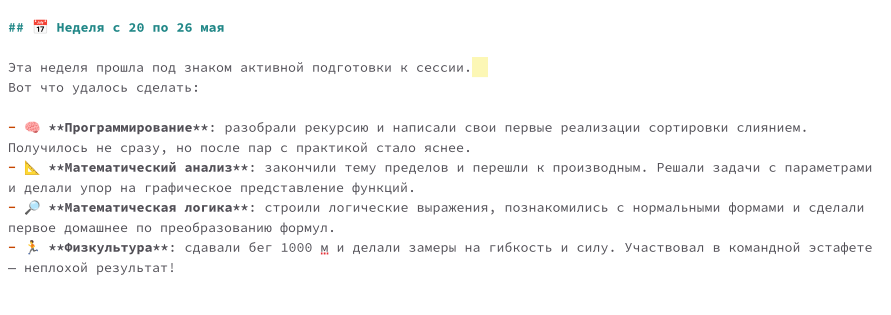 ## 📅 Неделя с 20 по 26 мая
Эта неделя прошла под знаком активной подготовки к сессии.
Вот что удалось сделать:
- 🧠 **Программирование**: разобрали рекурсию и написали свои первые реализации сортировки слиянием.
Получилось не сразу, но после пар с практикой стало яснее.
- 📐 **Математический анализ**: закончили тему пределов и перешли к производным. Решали задачи с параметрами
и делали упор на графическое представление функций.
- 🔎 **Математическая логика**: строили логические выражения, познакомились с нормальными формами и сделали
первое домашнее по преобразованию формул.
- 🏃 **Физкультура**: сдавали бег 1000 м и делали замеры на гибкость и силу. Участвовал в командной эстафете
— неплохой результат!